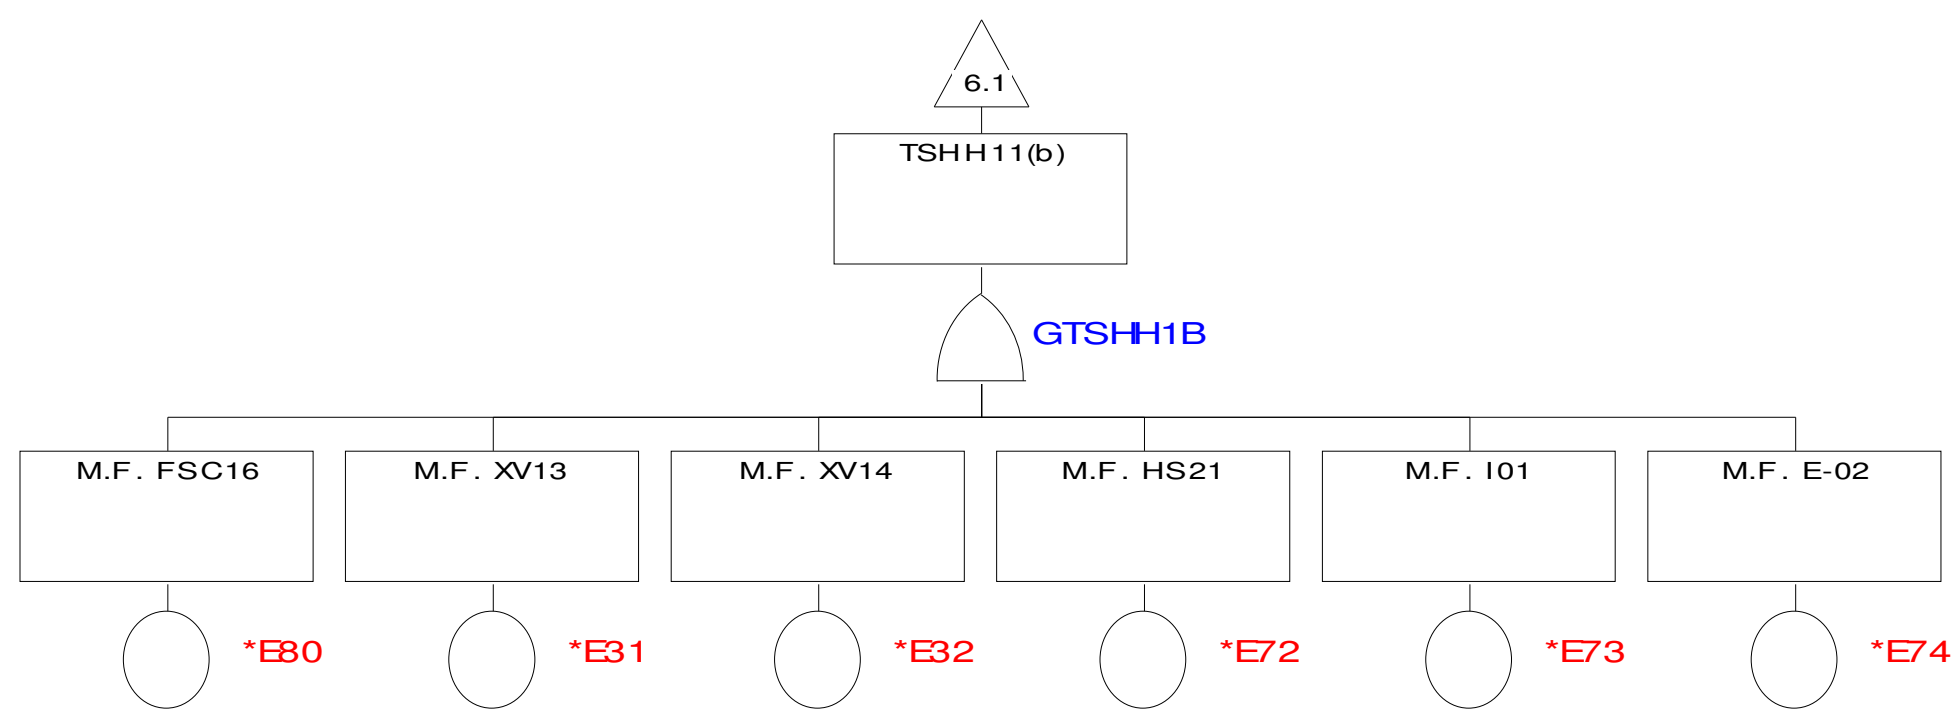 6.1
TSHH11(b)
GTSHH1B
M.F. FSC16
M.F. XV13
M.F. XV14
M.F. HS21
M.F. I01
M.F. E-02
*E80
*E31
*E32
*E72
*E73
*E74